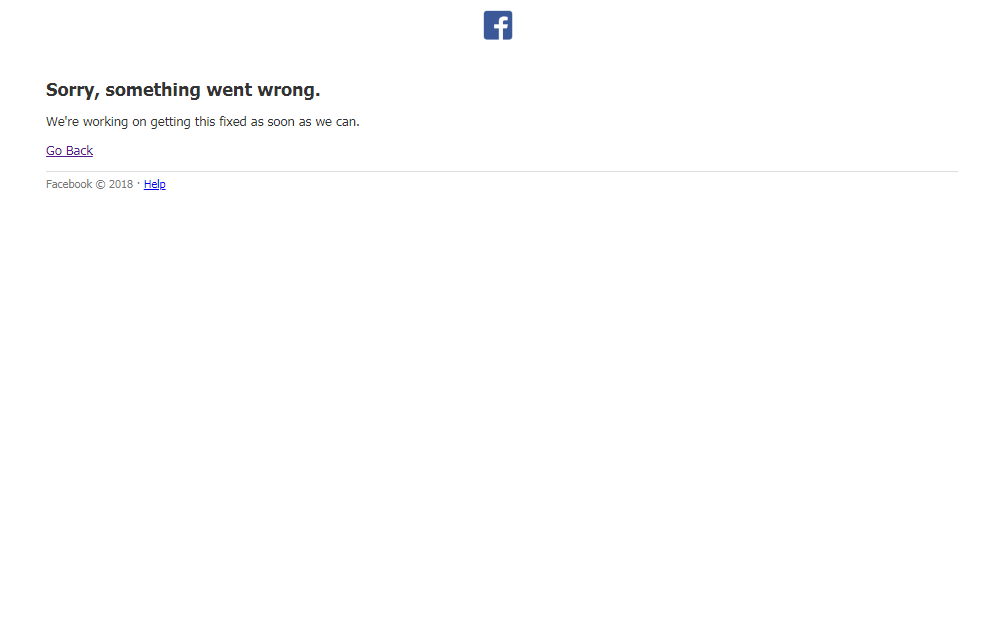 Sorry, something went wrong.
We're working on getting this fixed as soon as we can.
Go Back
Facebook © 2018 · Help